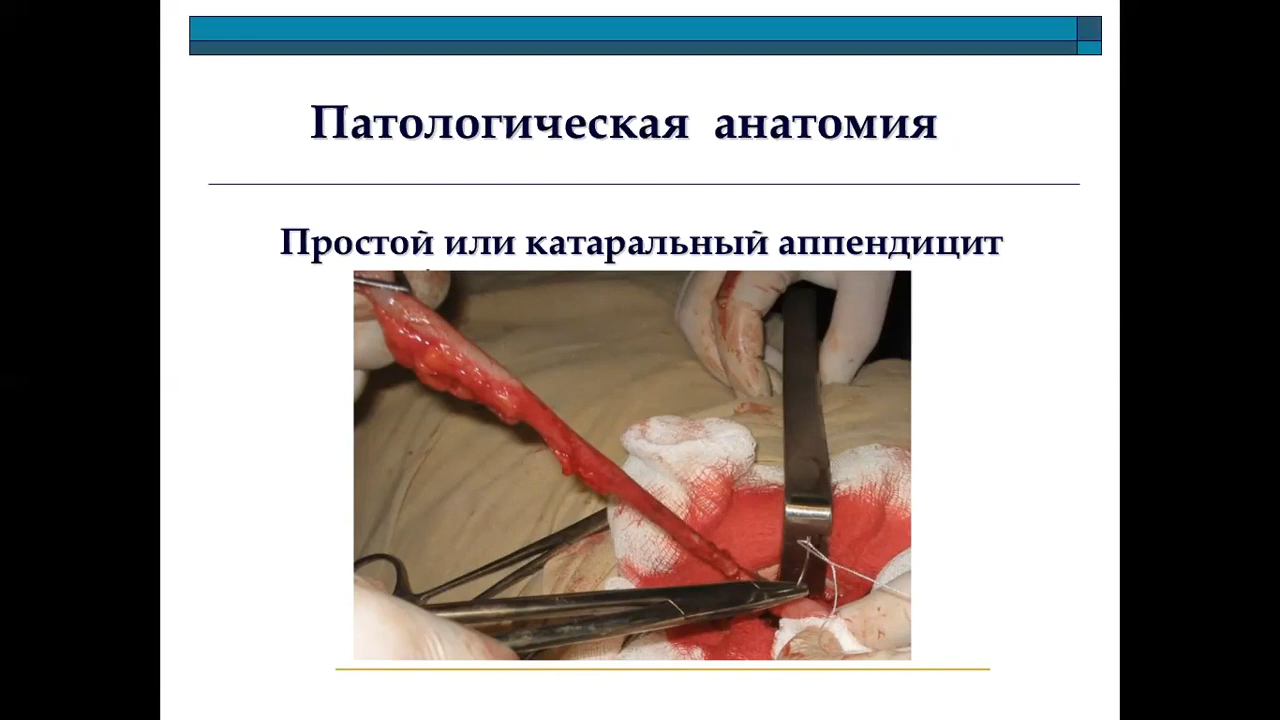 Патологическая анатомия
Простой или катаральный аппендицит